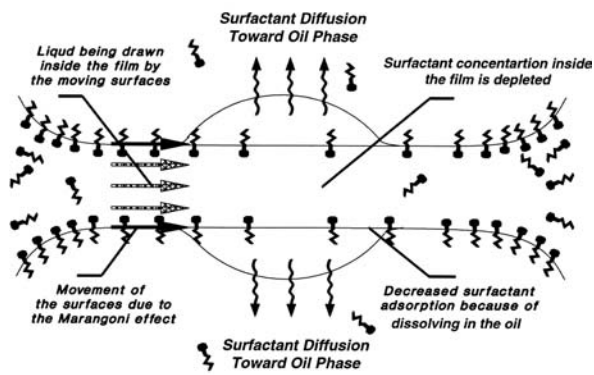 Surfactant Diffusion
Toward Oil Phase
Liqud being drawn
inside the film by
the moving surfaces
Surfactant concentartion inside
the film is depleted
Movement of
the surfaces due to
the Marangoni effect
Decreased surfactant
adsorption because of
dissolving in the oil
Surfactant Diffusion
Toward Oil Phase